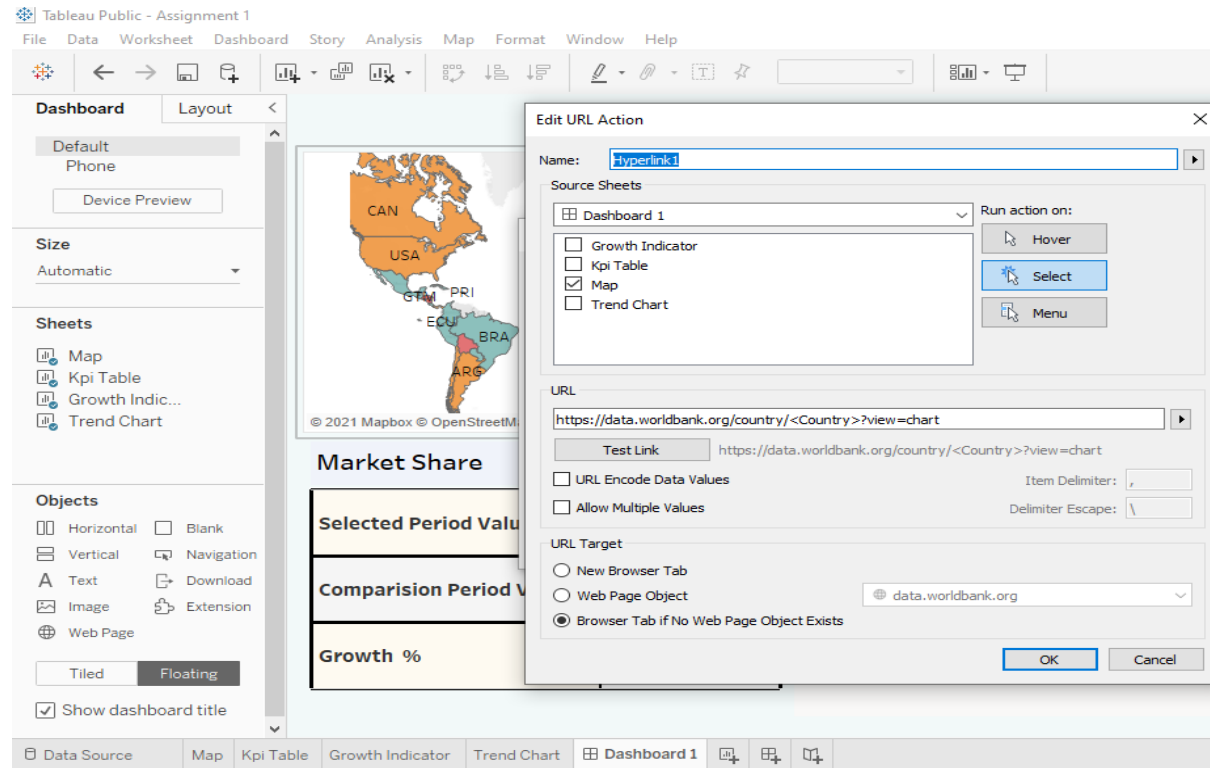 Tableau Public - Assignment 1
File Data Worksheet Dashboard Story Analysis Map Format Window Help
Dashboard Layout
Default
Phone
Device Preview
Size
Automatic
Sheets
Map
Kpi Table
Growth Indic...
Trend Chart
Objects
Horizontal Blank
Vertical Navigation
A Text Download
Image Extension
Web Page
Tiled Floating
Show dashboard title
CAN
USA
GTM PRI
ECU
BRA
ARG
© 2021 Mapbox © OpenStreetM
Market Share
Selected Period Valu
Comparision Period V
Growth %
Edit URL Action
Name: Hyperlink1
Source Sheets
Dashboard 1
Growth Indicator
Kpi Table
Map
Trend Chart
Run action on:
Hover
Select
Menu
URL
https://data.worldbank.org/country/<Country>?view=chart
Test Link https://data.worldbank.org/country/<Country>?view=chart
URL Encode Data Values Item Delimiter: ,
Allow Multiple Values Delimiter Escape: \
URL Target
New Browser Tab
Web Page Object data.worldbank.org
Browser Tab if No Web Page Object Exists
OK Cancel
Data Source Map Kpi Table Growth Indicator Trend Chart Dashboard 1